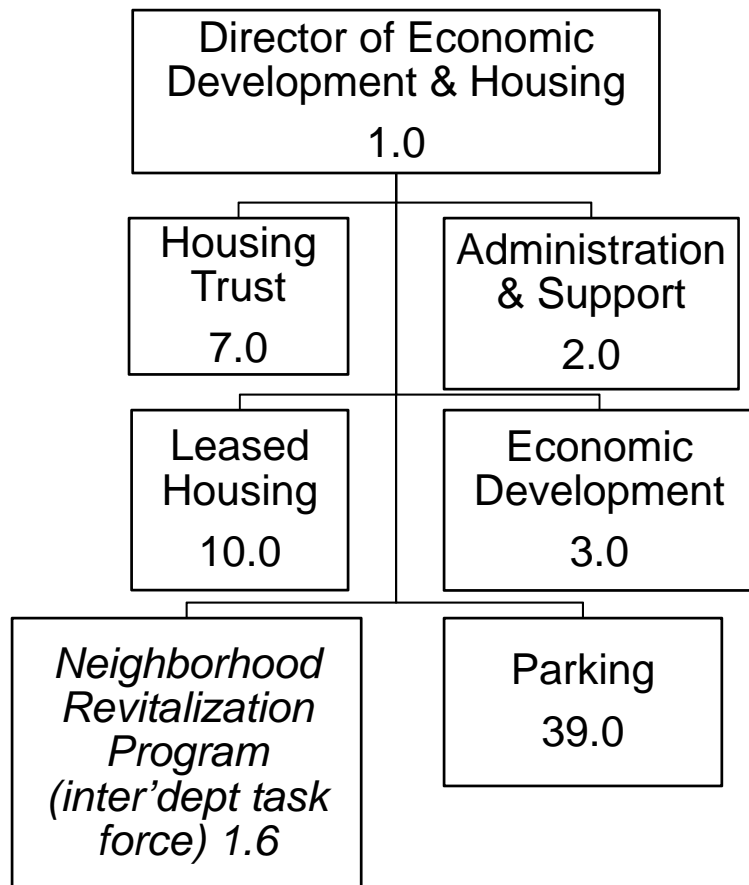 Director of Economic
Development & Housing
1.0
Housing
Trust
7.0
Administration
& Support
2.0
Leased
Housing
10.0
Economic
Development
3.0
Neighborhood
Revitalization
Program
(inter’dept task
force) 1.6
Parking
39.0